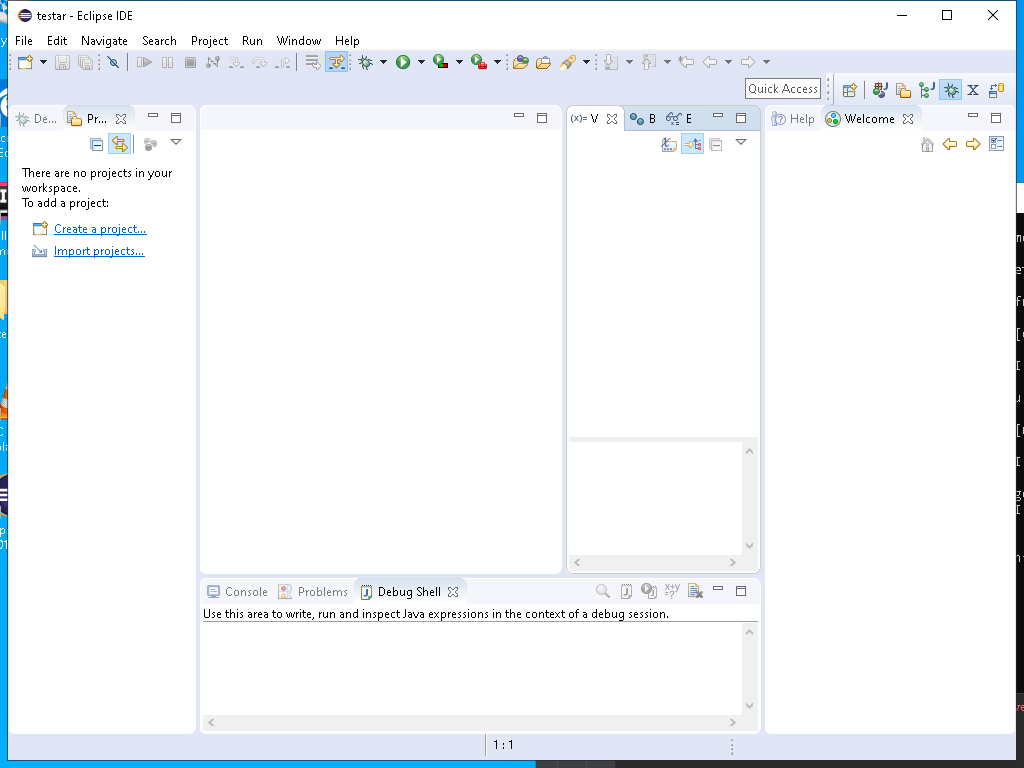 testar - Eclipse IDE
File Edit Navigate Search Project Run Window Help
Quick Access
De... Pr...
There are no projects in your
workspace.
To add a project:
Create a project...
Import projects...
(x)= V B E
Help Welcome
Console Problems Debug Shell
Use this area to write, run and inspect Java expressions in the context of a debug session.
1 : 1